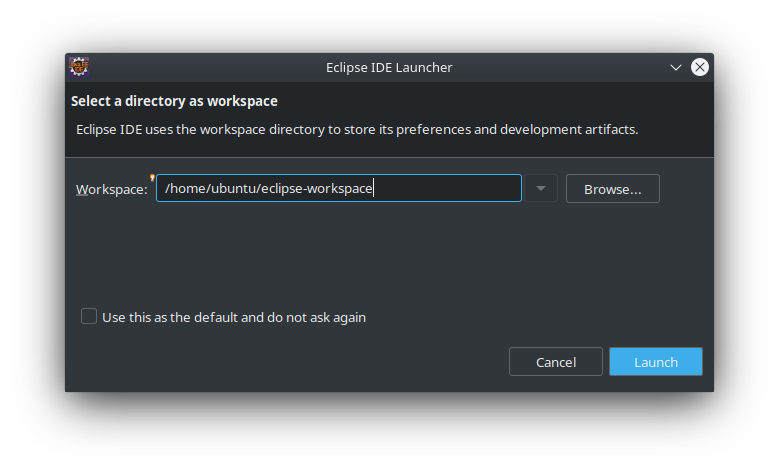 Eclipse IDE Launcher
Select a directory as workspace
Eclipse IDE uses the workspace directory to store its preferences and development artifacts.
Workspace: /home/ubuntu/eclipse-workspace Browse...
Use this as the default and do not ask again
Cancel Launch